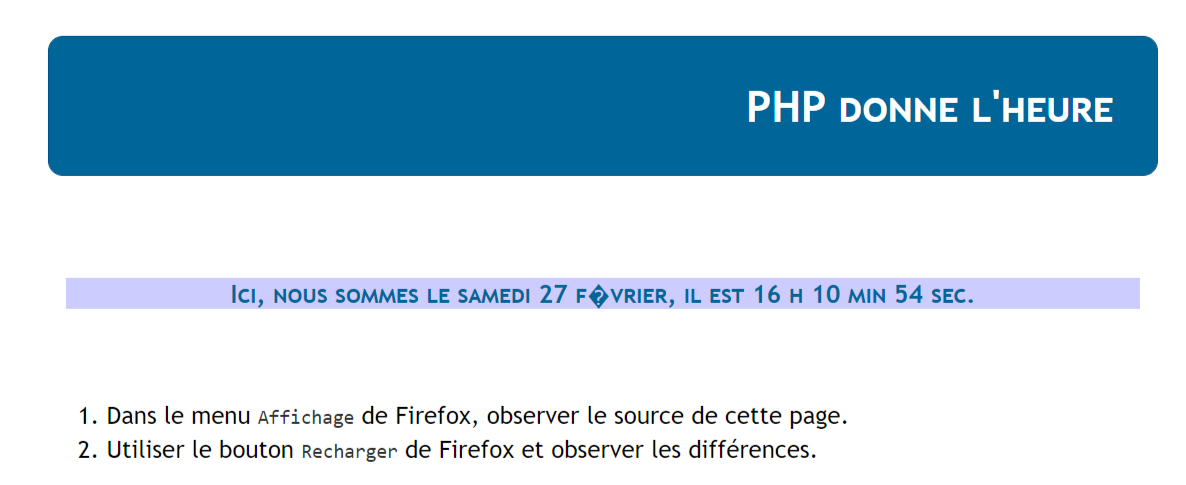 PHP donne l'heure
Ici, nous sommes le samedi 27 f�vrier, il est 16 h 10 min 54 sec.
1. Dans le menu Affichage de Firefox, observer le source de cette page.
2. Utiliser le bouton Recharger de Firefox et observer les différences.